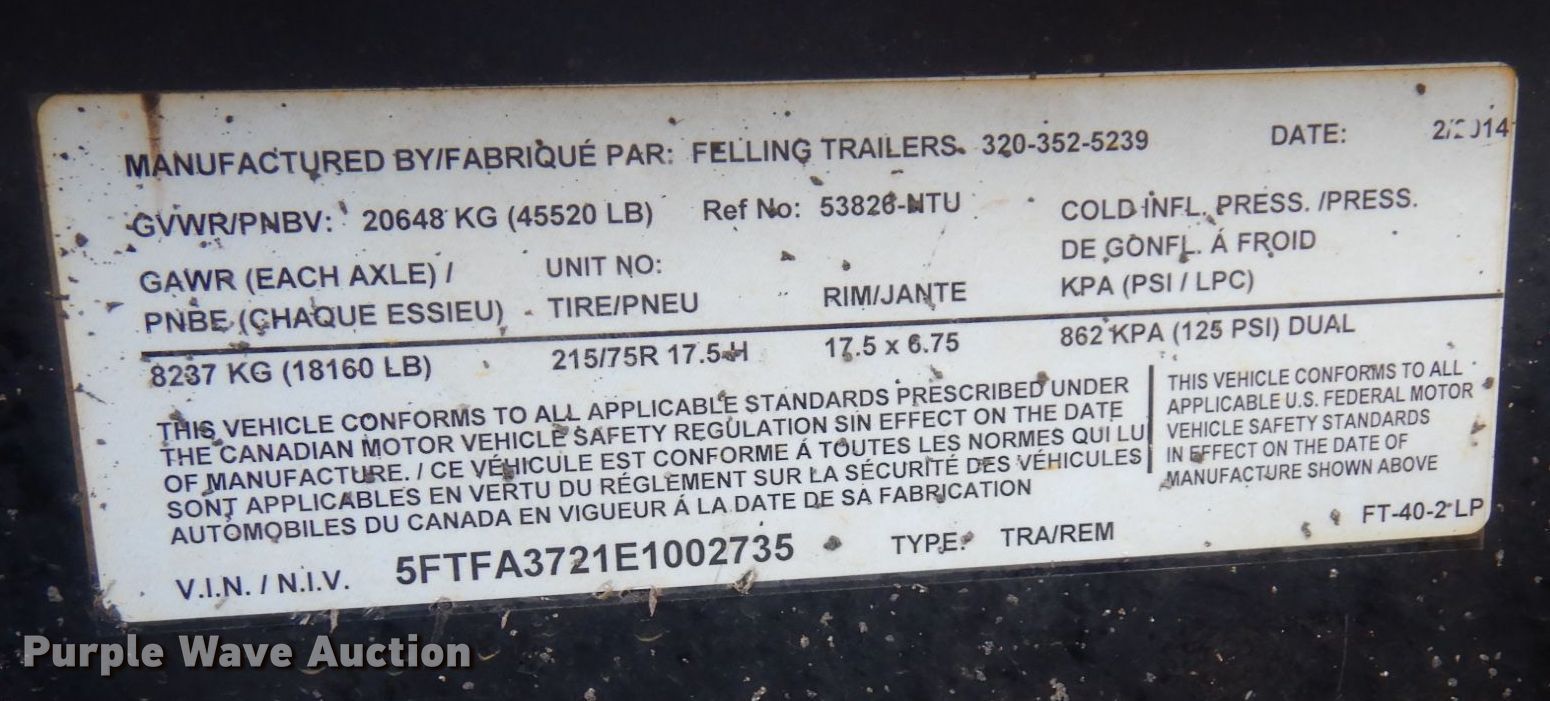 MANUFACTURED BY/FABRIQUÉ PAR: FELLING TRAILERS 320-352-5239 DATE: 2/2014
GVWR/PNBV: 20648 KG (45520 LB) Ref No: 53826-NTU COLD INFL. PRESS. /PRESS.
DE GONFL. Á FROID
GAWR (EACH AXLE) / UNIT NO:
PNBE (CHAQUE ESSIEU) TIRE/PNEU RIM/JANTE KPA (PSI / LPC)
8237 KG (18160 LB) 215/75R 17.5-H 17.5 x 6.75 862 KPA (125 PSI) DUAL
THIS VEHICLE CONFORMS TO ALL APPLICABLE STANDARDS PRESCRIBED UNDER
THE CANADIAN MOTOR VEHICLE SAFETY REGULATION SIN EFFECT ON THE DATE
OF MANUFACTURE. / CE VÉHICULE EST CONFORME Á TOUTES LES NORMES QUI LU
SONT APPLICABLES EN VERTU DU RÉGLEMENT SUR LA SÉCURITÉ DES VÉHICULES
AUTOMOBILES DU CANADA EN VIGUEUR Á LA DATE DE SA FABRICATION
THIS VEHICLE CONFORMS TO ALL
APPLICABLE U.S. FEDERAL MOTOR
VEHICLE SAFETY STANDARDS
IN EFFECT ON THE DATE OF
MANUFACTURE SHOWN ABOVE
V.I.N. / N.I.V. 5FTFA3721E1002735 TYPE: TRA/REM FT-40-2 LP
Purple Wave Auction